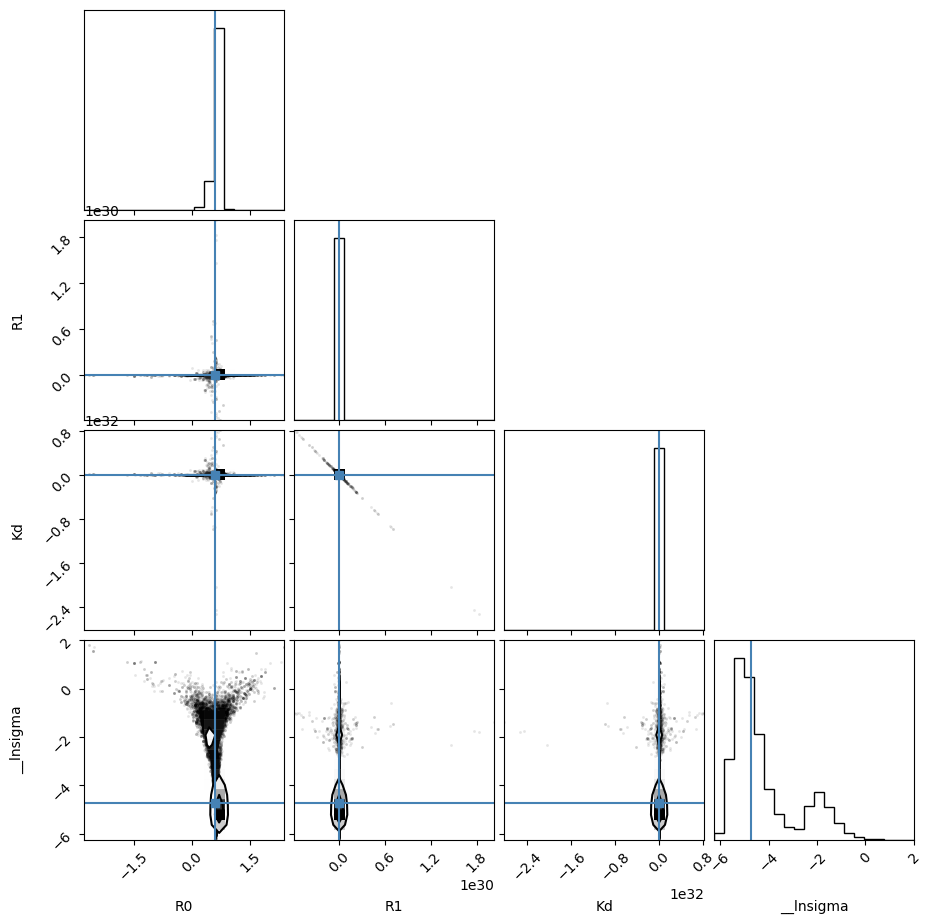 1e30
1.8
1.2
0.6
0.0
R1
1e32
0.8
0.0
−0.8
−1.6
−2.4
Kd
2
0
−2
−4
−6
__lnsigma
−1.5 0.0 1.5
0.0 0.6 1.2 1.8
−2.4 −1.6 −0.8 0.0 0.8
−6 −4 −2 0 2
1e30
1e32
R0 R1 Kd __lnsigma